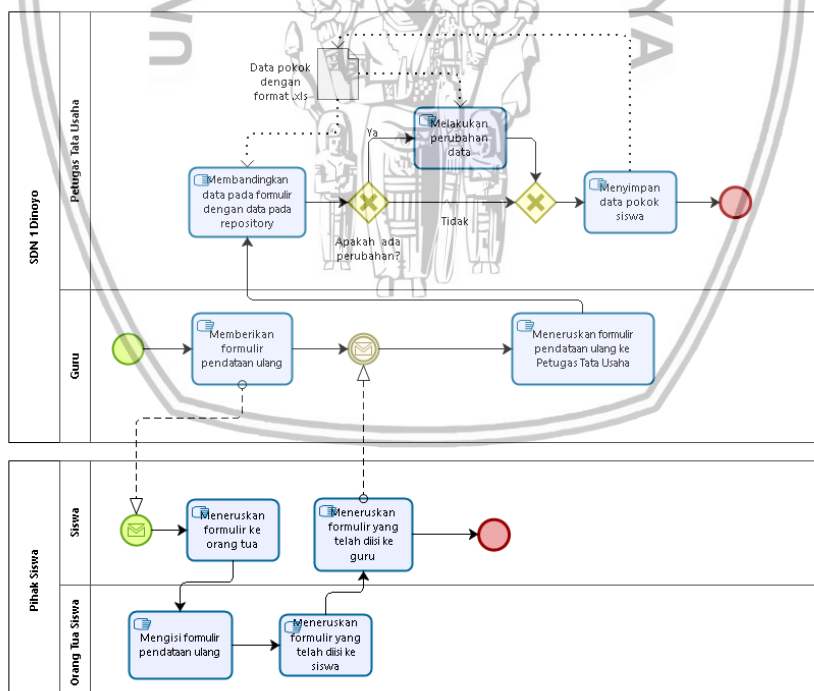 UN
YA
SDN 1 Dinoyo
Petugas Tata Usaha
Data pokok
dengan
format .xls
Ya
Melakukan
perubahan
data
Membandingkan
data pada formulir
dengan data pada
repository
Apakah ada
perubahan?
Tidak
Menyimpan
data pokok
siswa
Guru
Memberikan
formulir
pendataan ulang
Meneruskan formulir
pendataan ulang ke
Petugas Tata Usaha
Pihak Siswa
Siswa
Meneruskan
formulir ke
orang tua
Meneruskan
formulir yang
telah diisi ke
guru
Orang Tua Siswa
Mengisi formulir
pendataan ulang
Meneruskan
formulir yang
telah diisi ke
siswa